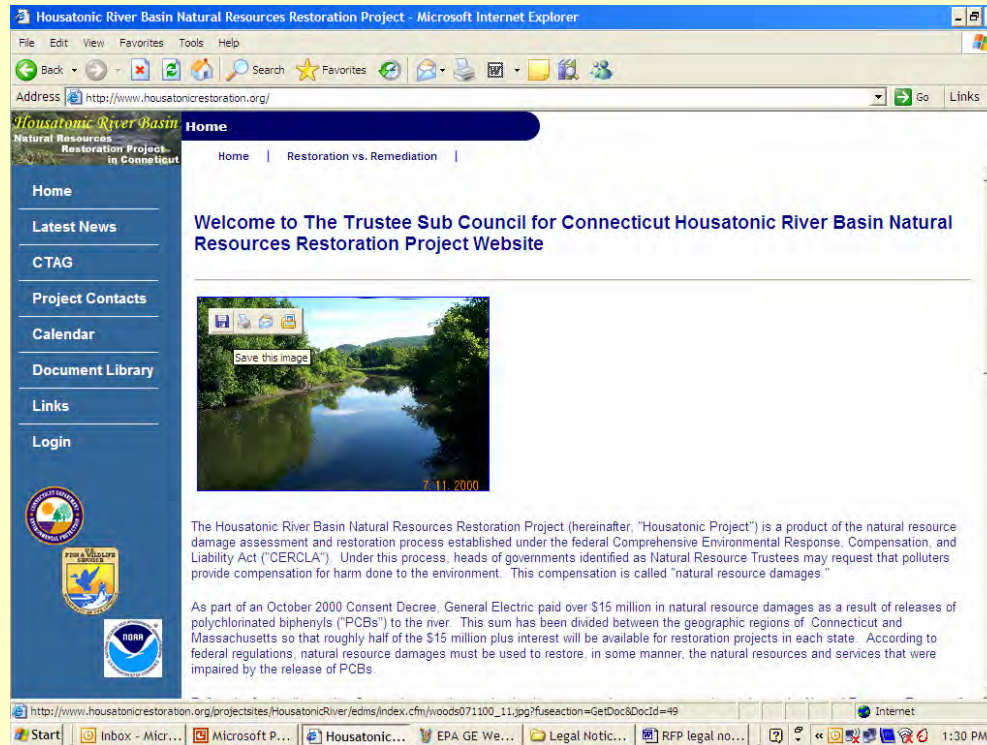 Housatonic River Basin Natural Resources Restoration Project - Microsoft Internet Explorer
File Edit View Favorites Tools Help
Back Search Favorites
Address http://www.housatonicrestoration.org/ Go Links
Housatonic River Basin
Natural Resources
Restoration Project
in Conneticut
Home
Home | Restoration vs. Remediation |
Home
Latest News
CTAG
Project Contacts
Calendar
Document Library
Links
Login
Welcome to The Trustee Sub Council for Connecticut Housatonic River Basin Natural
Resources Restoration Project Website
Save this image
7 11 2000
The Housatonic River Basin Natural Resources Restoration Project (hereinafter, "Housatonic Project") is a product of the natural resource
damage assessment and restoration process established under the federal Comprehensive Environmental Response, Compensation, and
Liability Act ("CERCLA"). Under this process, heads of governments identified as Natural Resource Trustees may request that polluters
provide compensation for harm done to the environment. This compensation is called "natural resource damages."
As part of an October 2000 Consent Decree, General Electric paid over $15 million in natural resource damages as a result of releases of
polychlorinated biphenyls ("PCBs") to the river. This sum has been divided between the geographic regions of Connecticut and
Massachusetts so that roughly half of the $15 million plus interest will be available for restoration projects in each state. According to
federal regulations, natural resource damages must be used to restore, in some manner, the natural resources and services that were
impaired by the release of PCBs.
U.S.
FISH & WILDLIFE
SERVICE
NOAA
http://www.housatonicrestoration.org/projectsites/HousatonicRiver/edms/index.cfm/woods071100_11.jpg?fuseaction=GetDoc&DocId=49 Internet
Start Inbox - Micr... Microsoft P... Housatonic... EPA GE We... Legal Notic... RFP legal no... 1:30 PM